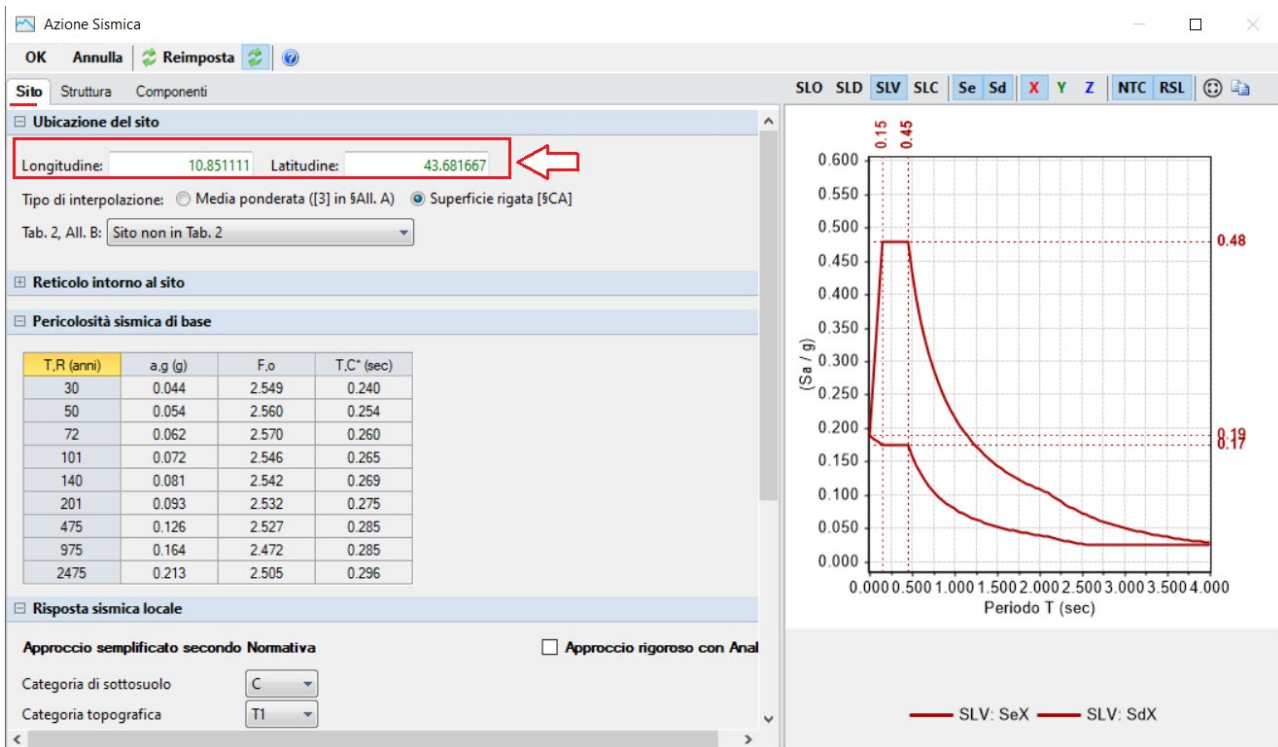 Azione Sismica
OK Annulla Reimposta
Sito Struttura Componenti
SLO SLD SLV SLC Se Sd X Y Z NTC RSL
Ubicazione del sito
Longitudine: 10.851111 Latitudine: 43.681667
Tipo di interpolazione: Media ponderata ([3] in §All. A) Superficie rigata [§CA]
Tab. 2, All. B: Sito non in Tab. 2
Reticolo intorno al sito
Pericolosità sismica di base
T,R (anni) a,g (g) F,o T,C* (sec)
30 0.044 2.549 0.240
50 0.054 2.560 0.254
72 0.062 2.570 0.260
101 0.072 2.546 0.265
140 0.081 2.542 0.269
201 0.093 2.532 0.275
475 0.126 2.527 0.285
975 0.164 2.472 0.285
2475 0.213 2.505 0.296
Risposta sismica locale
Approccio semplificato secondo Normativa Approccio rigoroso con Anal
Categoria di sottosuolo C
Categoria topografica T1
0.15
0.45
0.600
0.550
0.500
0.48
0.450
0.400
0.350
0.300
0.250
0.200
0.19
0.17
0.150
0.100
0.050
0.000
(Sa / g)
0.000 0.500 1.000 1.500 2.000 2.500 3.000 3.500 4.000
Periodo T (sec)
SLV: SeX SLV: SdX